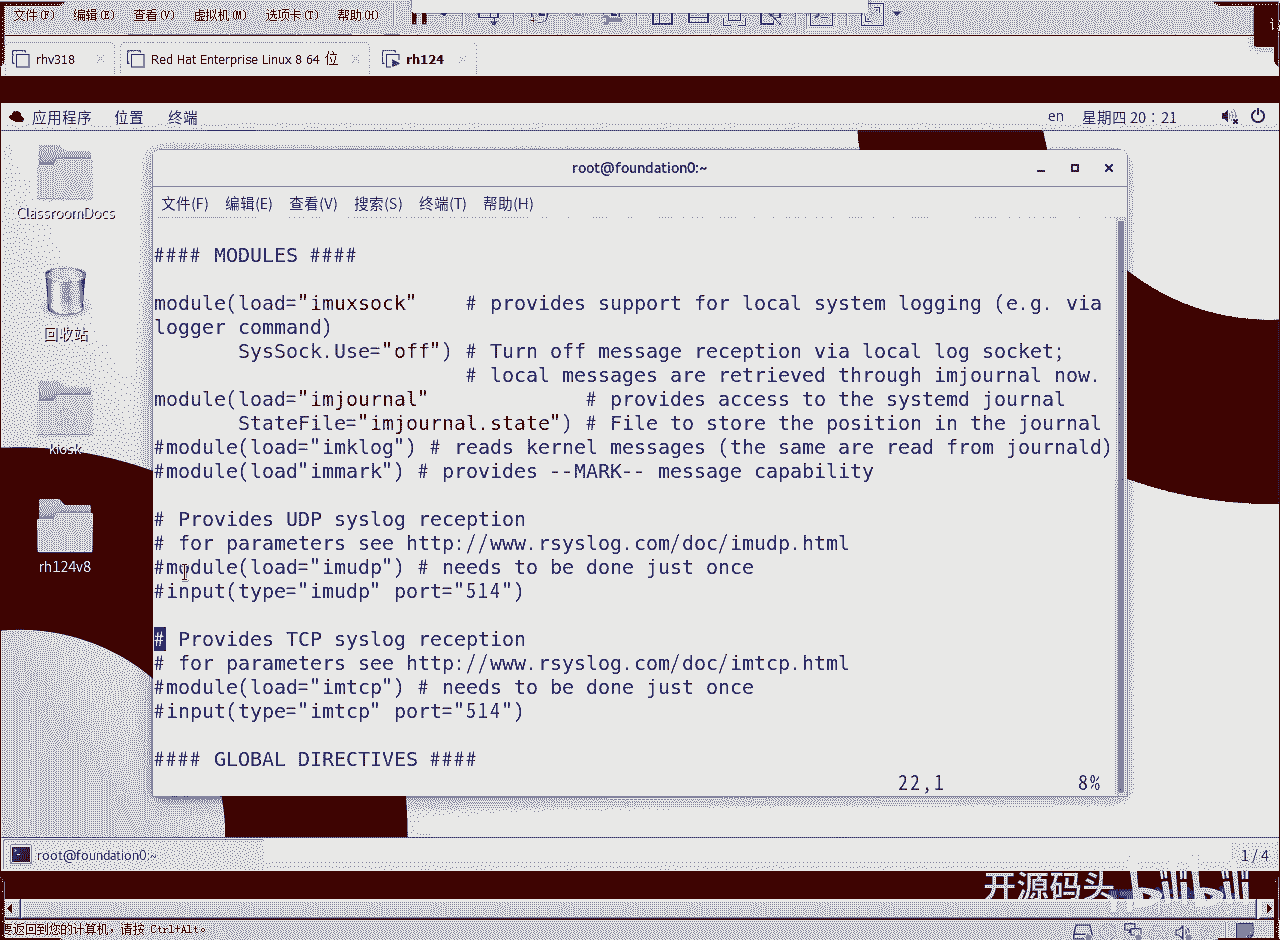 文件(F) 编辑(E) 查看(V) 虚拟机(M) 选项卡(T) 帮助(H)
rhv318 Red Hat Enterprise Linux 8 64 位 rh124
应用程序 位置 终端 en 星期四 20：21
ClassroomDocs
回收站
kiosk
rh124v8
root@foundation0:~
文件(F) 编辑(E) 查看(V) 搜索(S) 终端(T) 帮助(H)
#### MODULES ####
module(load="imuxsock" # provides support for local system logging (e.g. via
logger command)
SysSock.Use="off") # Turn off message reception via local log socket;
# local messages are retrieved through imjournal now.
module(load="imjournal" # provides access to the systemd journal
StateFile="imjournal.state") # File to store the position in the journal
#module(load="imklog") # reads kernel messages (the same are read from journald)
#module(load"immark") # provides --MARK-- message capability
# Provides UDP syslog reception
# for parameters see http://www.rsyslog.com/doc/imudp.html
#module(load="imudp") # needs to be done just once
#input(type="imudp" port="514")
# Provides TCP syslog reception
# for parameters see http://www.rsyslog.com/doc/imtcp.html
#module(load="imtcp") # needs to be done just once
#input(type="imtcp" port="514")
#### GLOBAL DIRECTIVES ####
22,1 8%
root@foundation0:~ 1 / 4
开源码头 bilibili
要返回到您的计算机，请按 Ctrl+Alt。